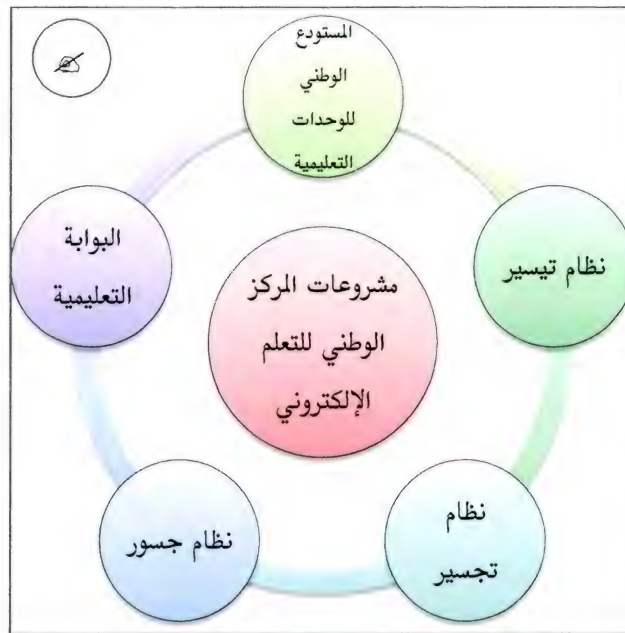 المستودع
الوطني
للوحدات
التعليمية
نظام تيسير
نظام
تجسير
نظام جسور
البوابة
التعليمية
مشروعات المركز
الوطني للتعلم
الإلكتروني